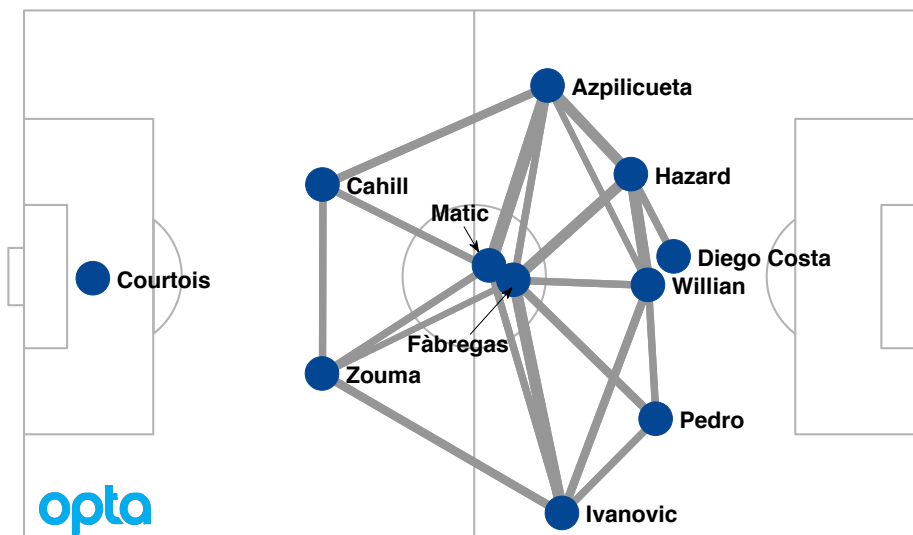 Azpilicueta
Cahill
Hazard
Matic
Diego Costa
Courtois
Willian
Fàbregas
Zouma
Pedro
Ivanovic
opta